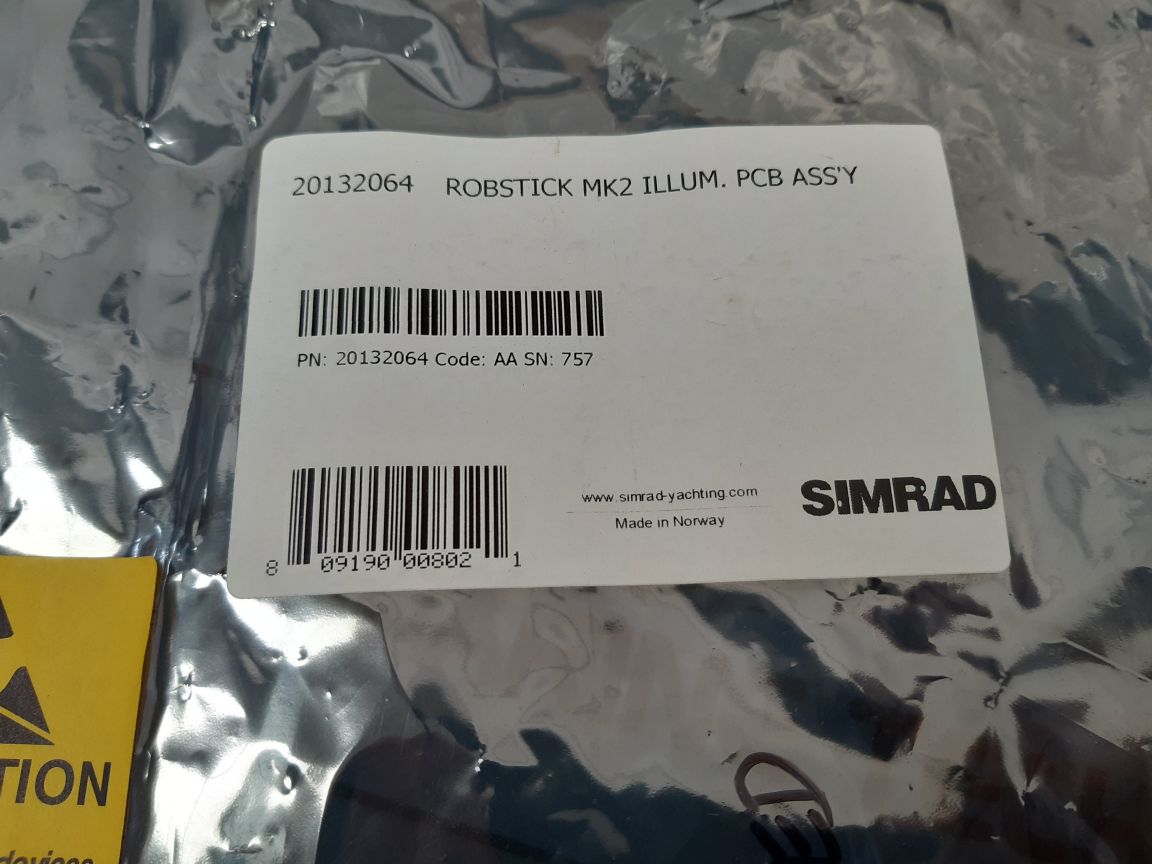 20132064 ROBSTICK MK2 ILLUM. PCB ASS'Y
PN: 20132064 Code: AA SN: 757
www.simrad-yachting.com
Made in Norway
SIMRAD
8 09190 00802 1
TION
devices